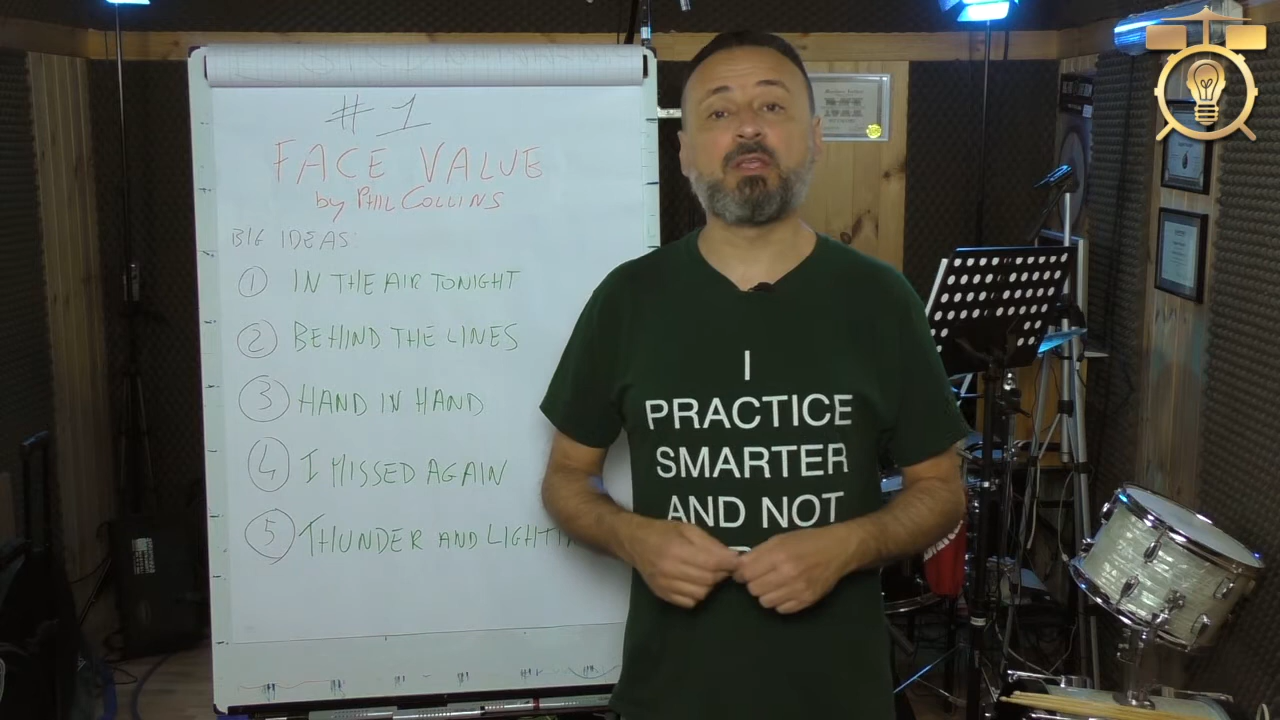 #1
FACE VALUE
by PHIL COLLINS
BIG IDEAS:
1 IN THE AIR TONIGHT
2 BEHIND THE LINES
3 HAND IN HAND
4 I MISSED AGAIN
5 THUNDER AND LIGHTI
I
PRACTICE
SMARTER
AND NOT